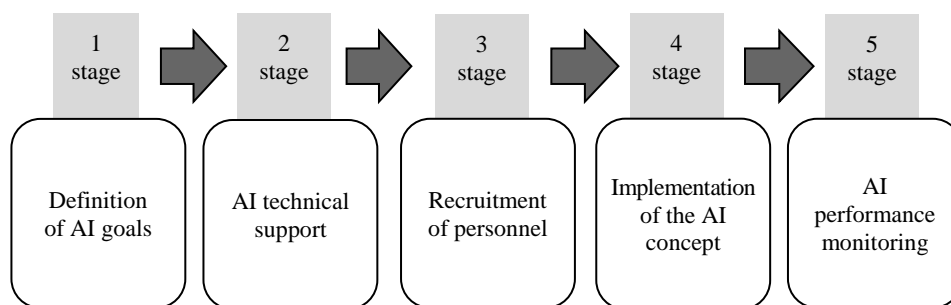 1
stage
2
stage
3
stage
4
stage
5
stage
Definition
of AI goals
AI technical
support
Recruitment
of personnel
Implementation
of the AI
concept
AI
performance
monitoring